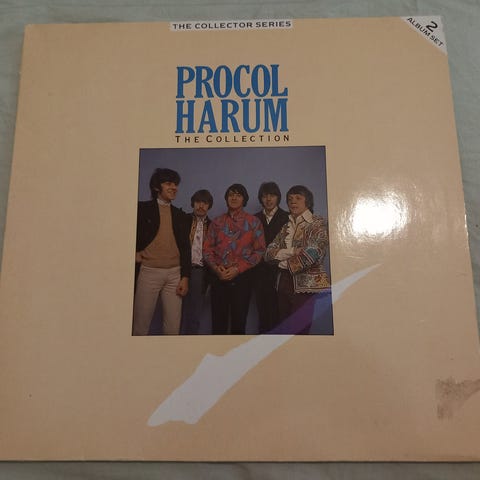 THE COLLECTOR SERIES
2
ALBUM SET
PROCOL
HARUM
THE COLLECTION